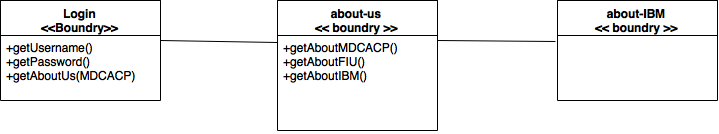 Login
<<Boundry>>
+getUsername()
+getPassword()
+getAboutUs(MDCACP)
about-us
<< boundry >>
+getAboutMDCACP()
+getAboutFIU()
+getAboutIBM()
about-IBM
<< boundry >>